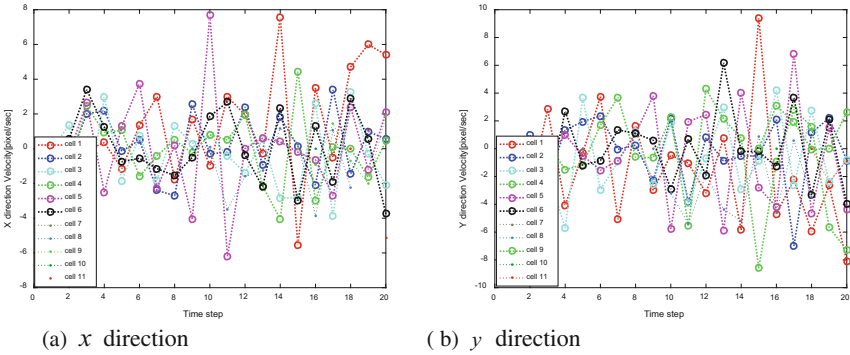 8
6
4
2
0
-2
-4
-6
-8
X direction Velocity[pixel/sec]
cell 1
cell 2
cell 3
cell 4
cell 5
cell 6
cell 7
cell 8
cell 9
cell 10
cell 11
0 2 4 6 8 10 12 14 16 18 20
Time step
(a) x direction
10
8
6
4
2
0
-2
-4
-6
-8
-10
Y direction Velocity[pixel/sec]
cell 1
cell 2
cell 3
cell 4
cell 5
cell 6
cell 7
cell 8
cell 9
cell 10
cell 11
0 2 4 6 8 10 12 14 16 18 20
Time step
( b) y direction